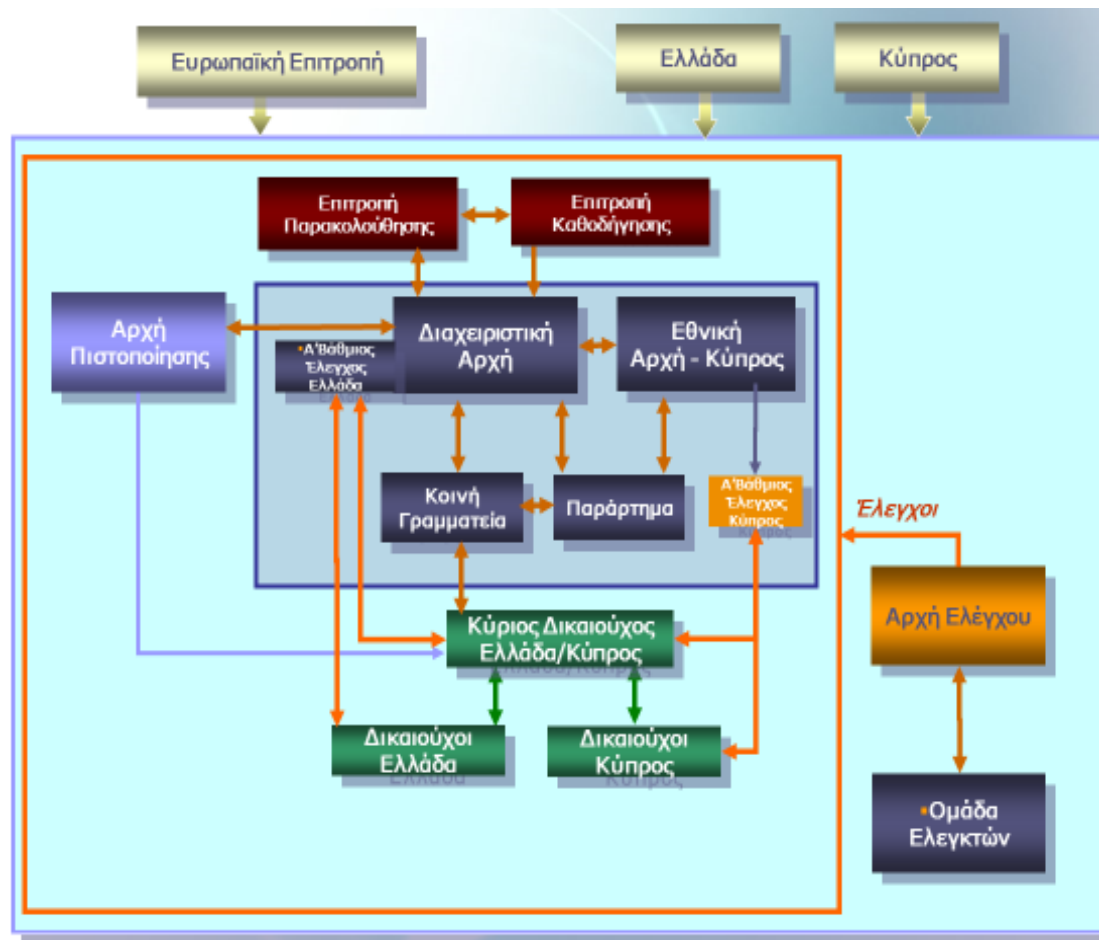 Ευρωπαϊκή Επιτροπή
Ελλάδα
Κύπρος
Επιτροπή
Παρακολούθησης
Επιτροπή
Καθοδήγησης
Αρχή
Πιστοποίησης
Διαχειριστική
Αρχή
Εθνική
Αρχή - Κύπρος
▪Α'Βάθμιος
Έλεγχος
Ελλάδα
Κοινή
Γραμματεία
Παράρτημα
Α'Βάθμιος
Έλεγχος
Κύπρος
Έλεγχοι
Αρχή Ελέγχου
Κύριος Δικαιούχος
Ελλάδα/Κύπρος
Δικαιούχοι
Ελλάδα
Δικαιούχοι
Κύπρος
▪Ομάδα
Ελεγκτών